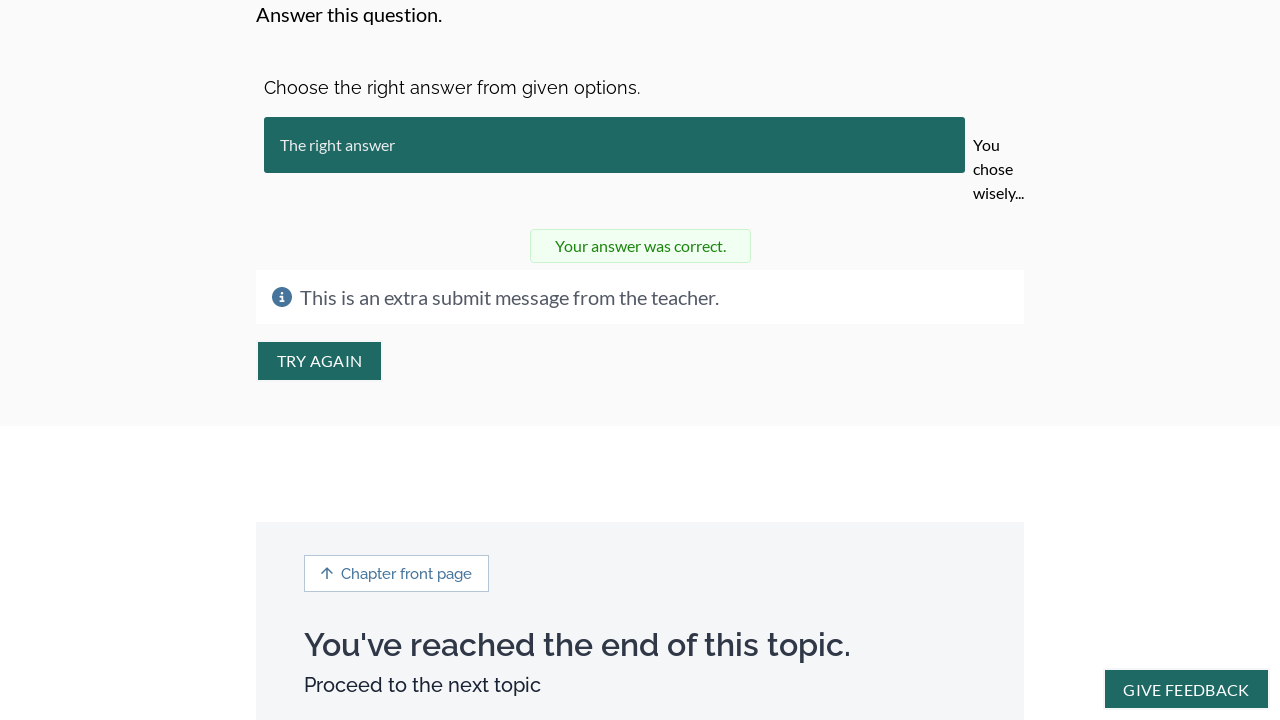 Answer this question.
Choose the right answer from given options.
The right answer
You
chose
wisely...
Your answer was correct.
This is an extra submit message from the teacher.
TRY AGAIN
Chapter front page
You've reached the end of this topic.
Proceed to the next topic
GIVE FEEDBACK